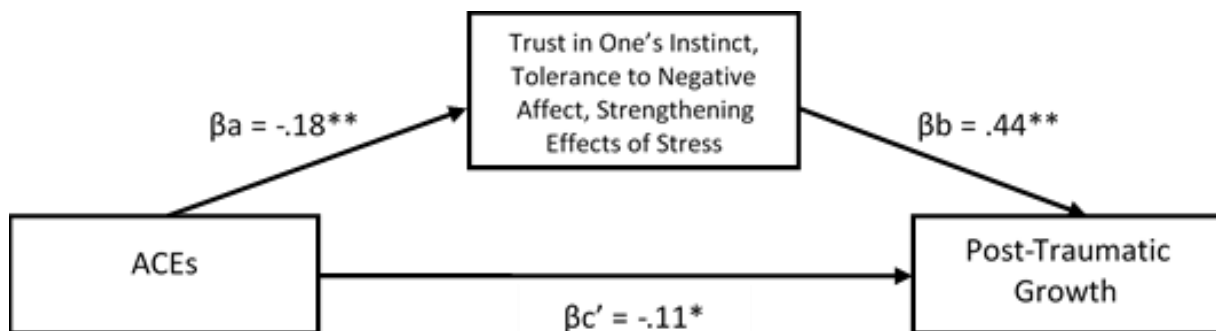 Trust in One’s Instinct,
Tolerance to Negative
Affect, Strengthening
Effects of Stress
βa = -.18**
βb = .44**
ACEs
Post-Traumatic
Growth
βc’ = -.11*